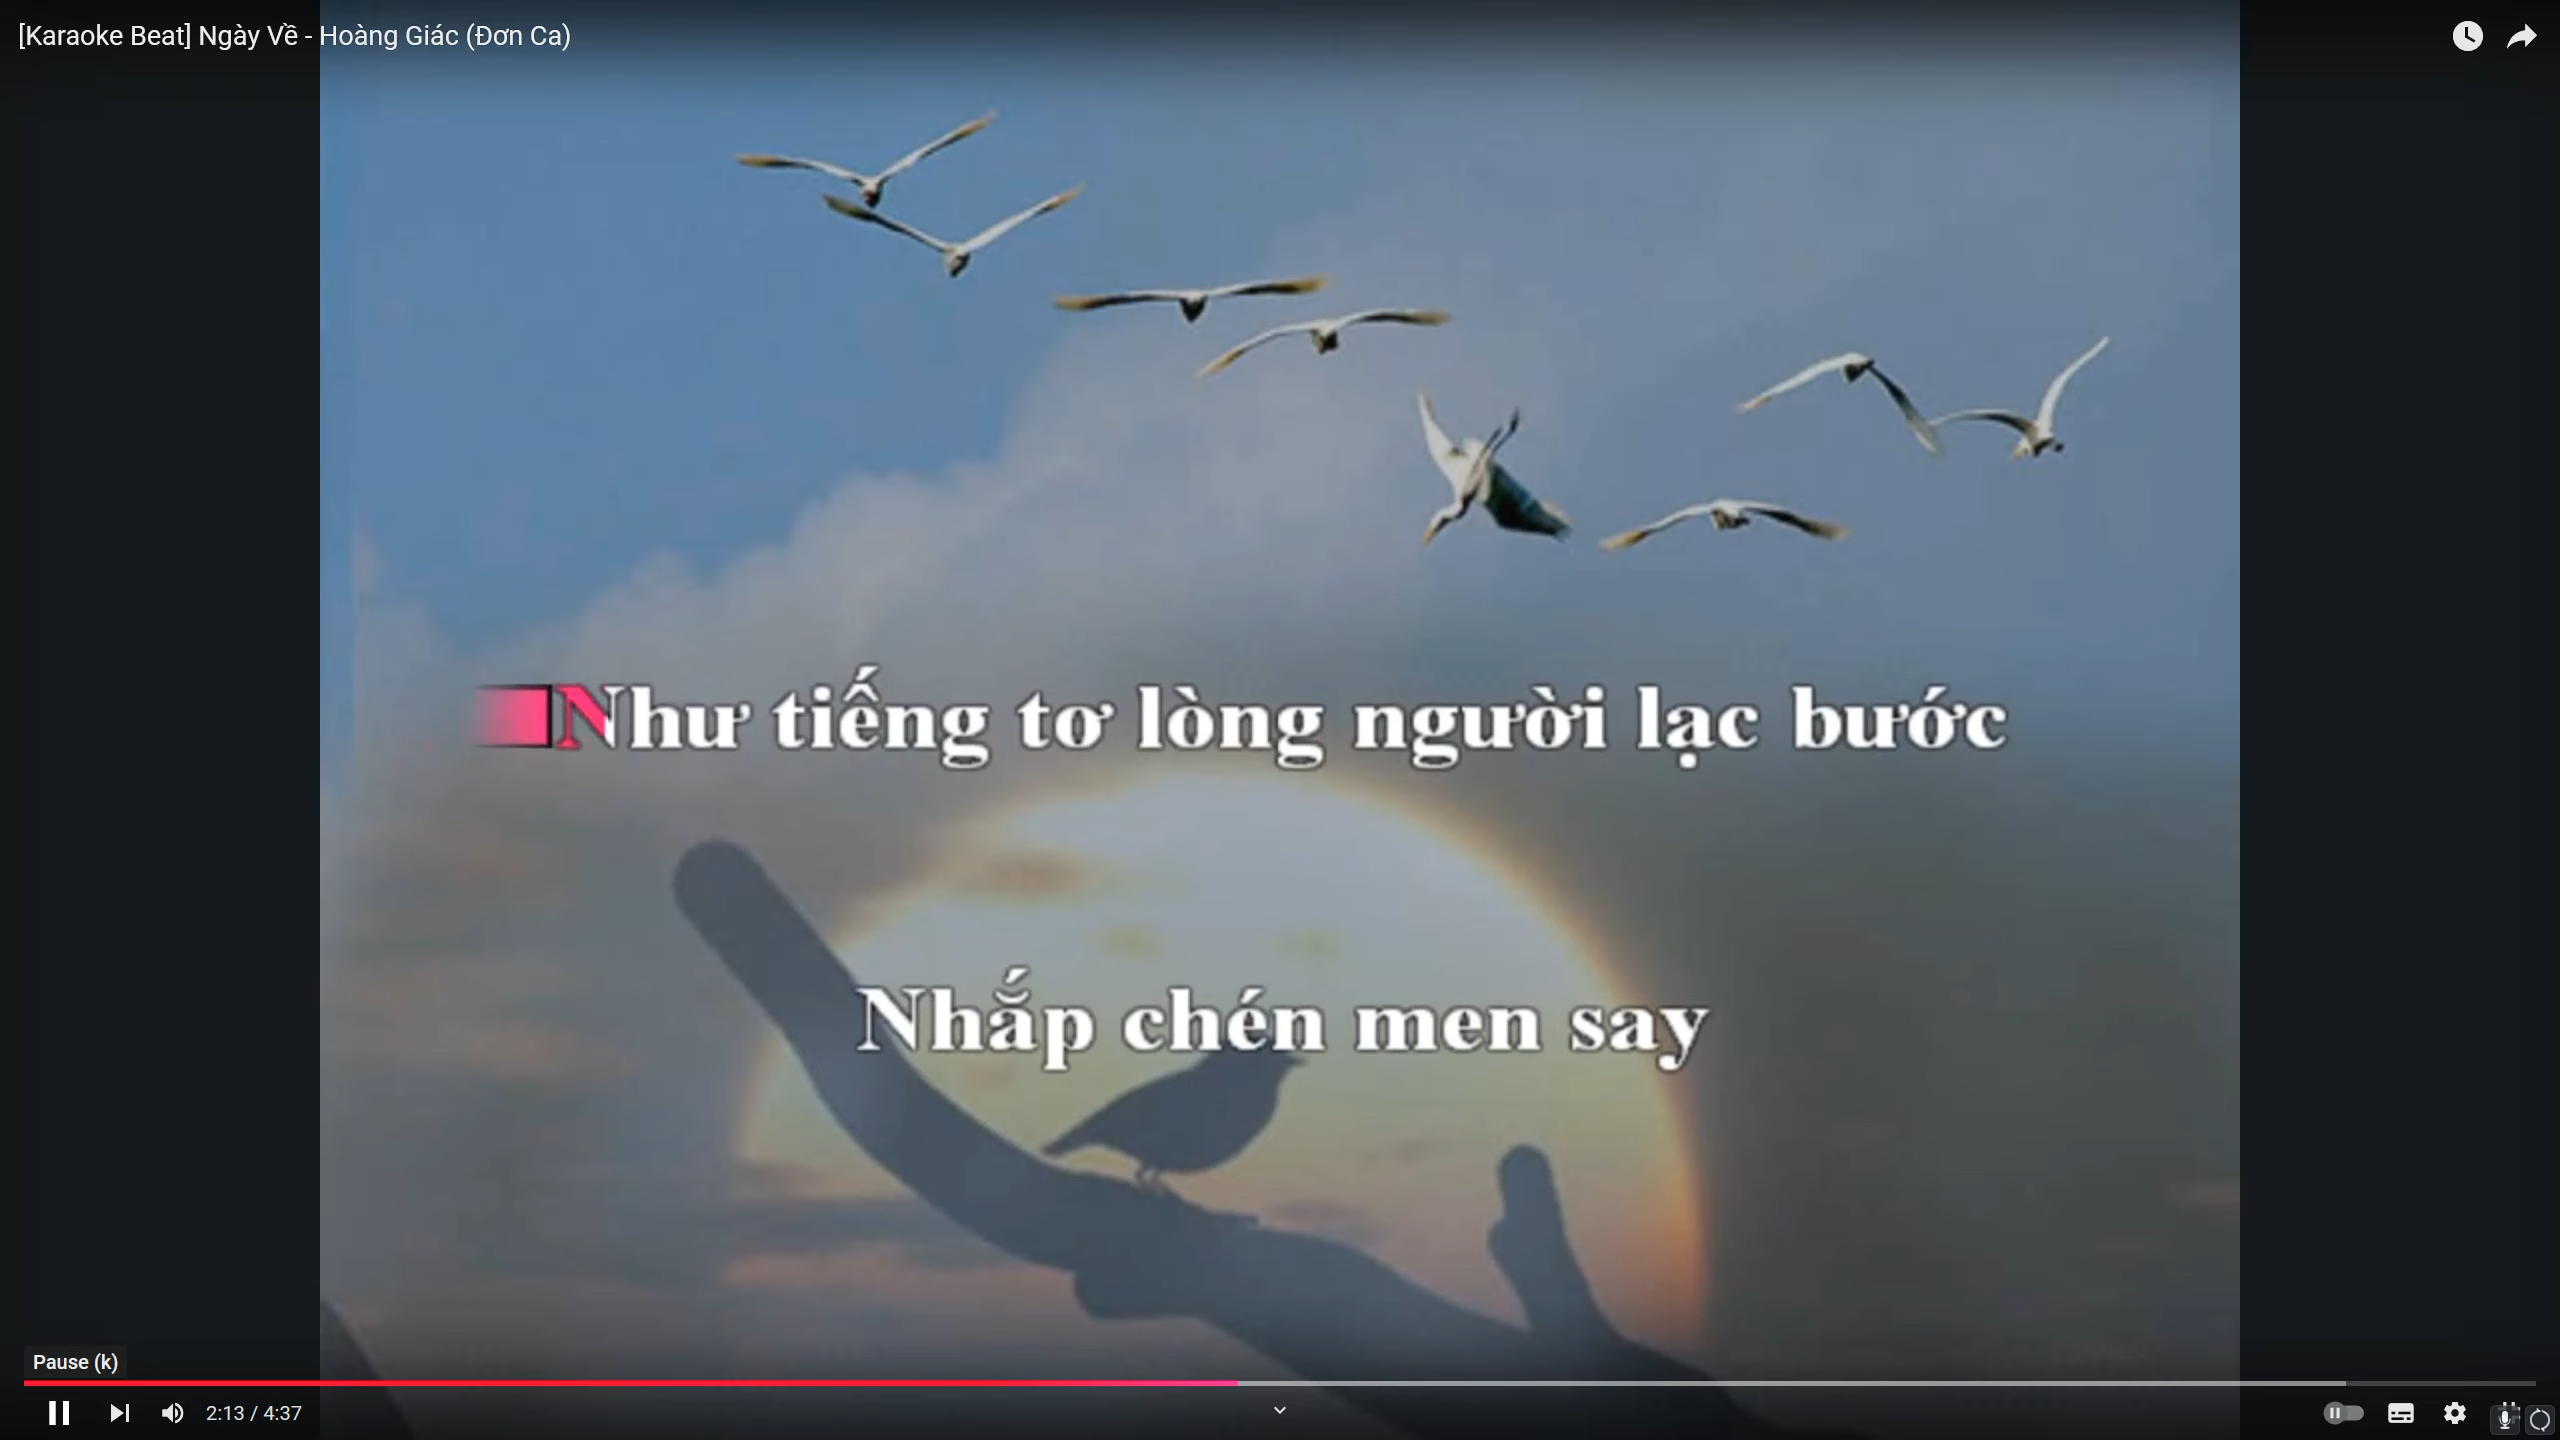 [Karaoke Beat] Ngày Về - Hoàng Giác (Đơn Ca)
Như tiếng tơ lòng người lạc bước
Nhắp chén men say
Pause (k)
2:13 / 4:37